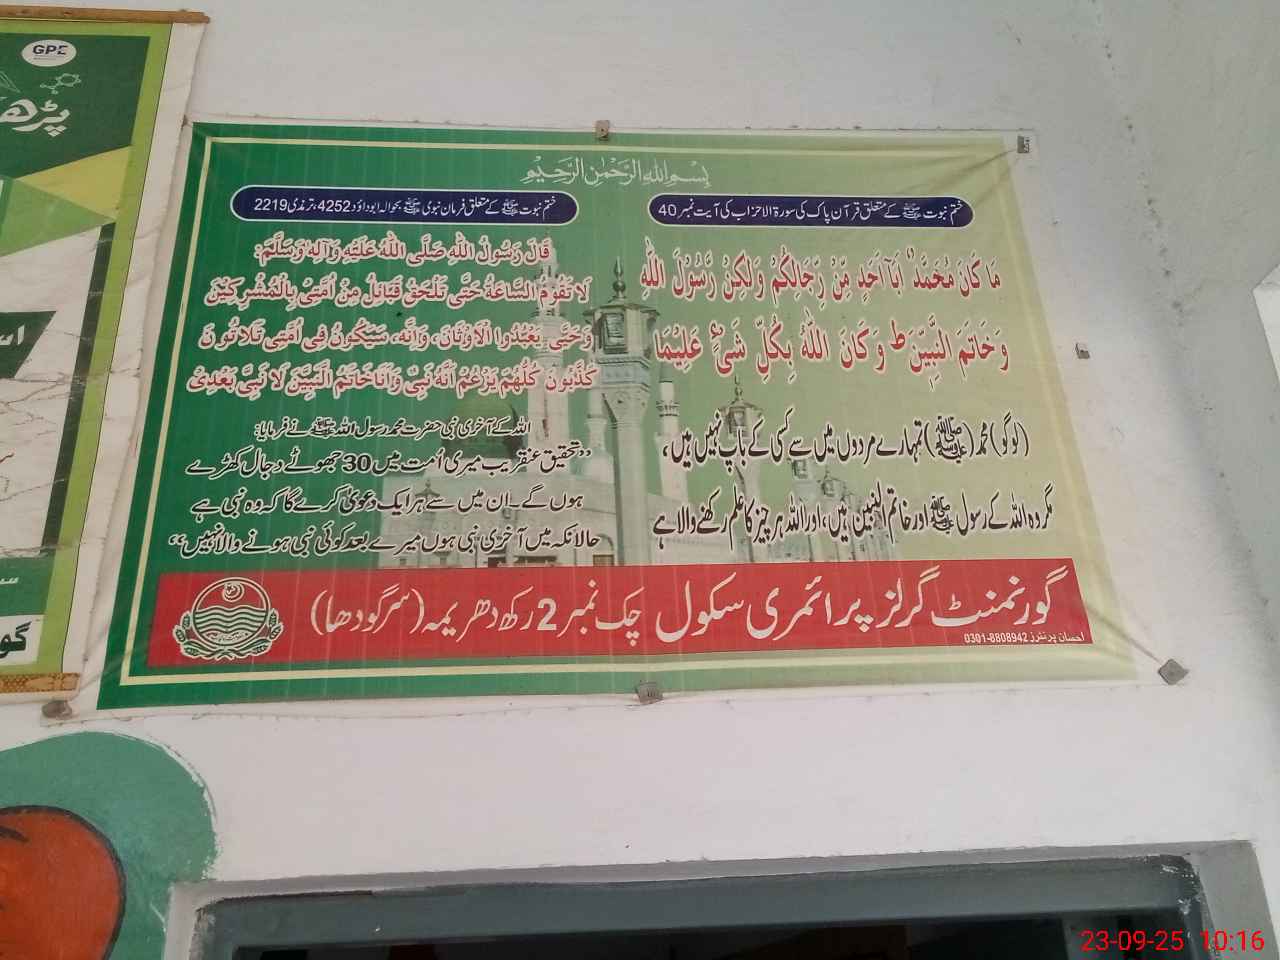 GPE
پڑھ
بِسْمِ اللهِ الرَّحْمٰنِ الرَّحِيْمِ
ختم نبوت ﷺ کے متعلق قرآن پاک کی سورۃ الاحزاب کی آیت نمبر 40
مَا كَانَ مُحَمَّدٌ اَبَآ اَحَدٍ مِّنْ رِّجَالِكُمْ وَلٰكِنْ رَّسُوْلَ اللّٰهِ
وَخَاتَمَ النَّبِيّٖنَ ط وَكَانَ اللّٰهُ بِكُلِّ شَیْءٍ عَلِيْمًا
(لوگو) محمد (ﷺ) تمہارے مردوں میں سے کسی کے باپ نہیں ہیں،
مگر وہ اللہ کے رسول ﷺ اور خاتم النبیین ہیں، اور اللہ ہر چیز کا علم رکھنے والا ہے
ختم نبوت ﷺ کے متعلق فرمان نبوی ﷺ بحوالہ ابوداؤد 4252، ترمذی 2219
قَالَ رَسُوْلُ اللّٰهِ صَلَّى اللّٰهُ عَلَيْهِ وَآلِهٖ وَسَلَّمَ:
لَا تَقُوْمُ السَّاعَةُ حَتّٰى تَلْحَقَ قَبَائِلُ مِنْ اُمَّتِیْ بِالْمُشْرِكِيْنَ
وَحَتّٰى يَعْبُدُوا الْاَوْثَانَ، وَاِنَّهٗ سَيَكُوْنُ فِی اُمَّتِی ثَلَاثُوْنَ
كَذَّابُوْنَ كُلُّهُمْ يَزْعُمُ اَنَّهٗ نَبِیٌّ وَاَنَا خَاتَمُ النَّبِيِّنَ لَا نَبِیَّ بَعْدِیْ
اللہ کے آخری نبی حضرت محمد رسول اللہ ﷺ نے فرمایا:
”تحقیق عنقریب میری اُمت میں 30 جھوٹے دجال کھڑے
ہوں گے۔ ان میں سے ہر ایک دعویٰ کرے گا کہ وہ نبی ہے
حالانکہ میں آخری نبی ہوں میرے بعد کوئی نبی ہونے والا نہیں“
گورنمنٹ گرلز پرائمری سکول چک نمبر 2 رکھ دھریمہ (سرگودھا)
احسان پرنٹرز 0301-8808942
23-09-25 10:16